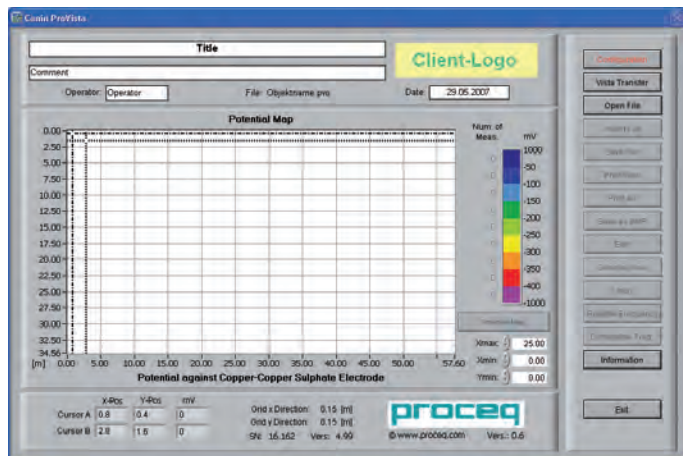 Canin ProVista
Title
Comment
Operator: Operator
File: Objektname.pvo
Date: 29.05.2007
Client-Logo
Configuration
Vista Transfer
Open File
Information
Exit
Potential Map
Num. of Meas.
mV
1000
-50
-100
-150
-200
-250
-300
-350
-400
-1000
0.00
2.50
5.00
7.50
10.00
12.50
15.00
17.50
20.00
22.50
25.00
27.50
30.00
32.50
34.56
[m] 0.00 5.00 10.00 15.00 20.00 25.00 30.00 35.00 40.00 45.00 50.00 57.60
Potential against Copper-Copper Sulphate Electrode
Xmax: 25.00
Xmin: 0.00
Ymin: 0.00
X-Pos Y-Pos mV
Cursor A 0.8 0.4 0
Cursor B 2.8 1.6 0
Grid x Direction: 0.15 [m]
Grid y Direction: 0.15 [m]
SN: 16.162 Vers: 4.99
proceq
© www.proceq.com Vers.: 0.6